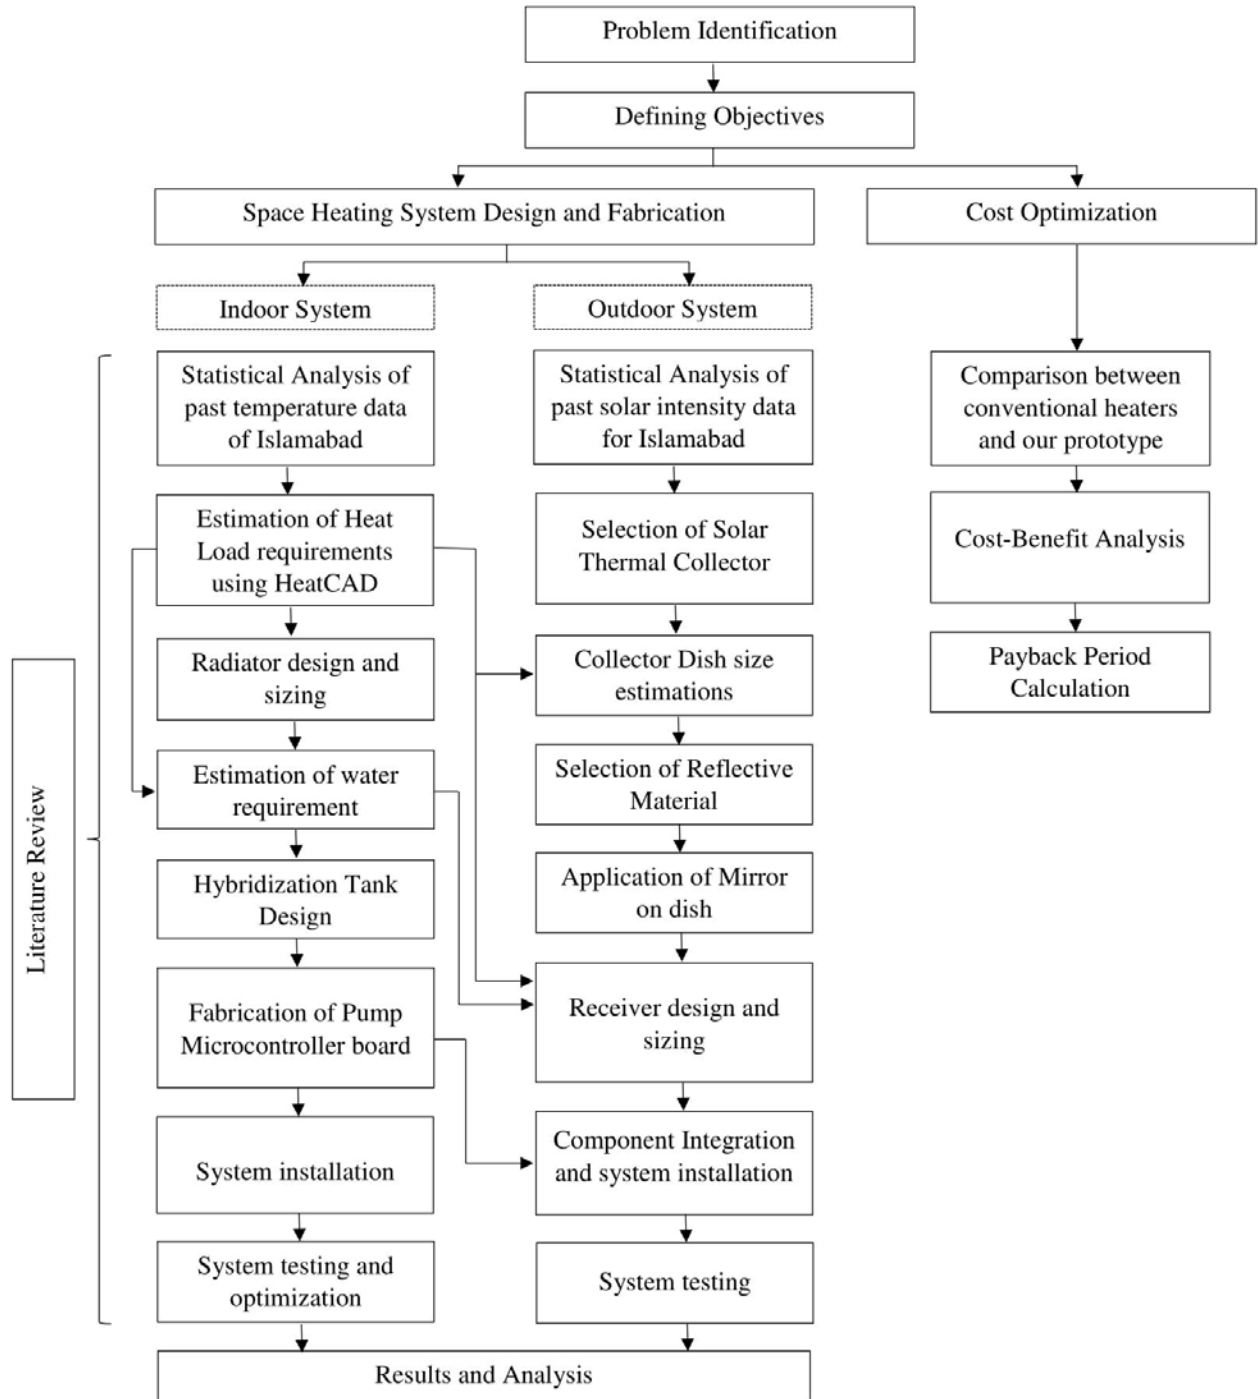 Problem Identification
Defining Objectives
Space Heating System Design and Fabrication
Cost Optimization
Indoor System
Outdoor System
Literature Review
Statistical Analysis of
past temperature data
of Islamabad
Estimation of Heat
Load requirements
using HeatCAD
Radiator design and
sizing
Estimation of water
requirement
Hybridization Tank
Design
Fabrication of Pump
Microcontroller board
System installation
System testing and
optimization
Statistical Analysis of
past solar intensity data
for Islamabad
Selection of Solar
Thermal Collector
Collector Dish size
estimations
Selection of Reflective
Material
Application of Mirror
on dish
Receiver design and
sizing
Component Integration
and system installation
System testing
Comparison between
conventional heaters
and our prototype
Cost-Benefit Analysis
Payback Period
Calculation
Results and Analysis